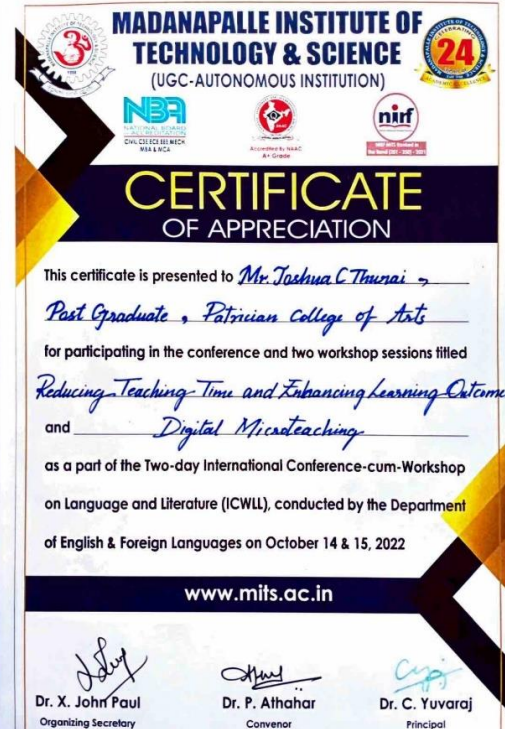 MADANAPALLE INSTITUTE OF
TECHNOLOGY & SCIENCE
(UGC-AUTONOMOUS INSTITUTION)
24
NBA
NATIONAL BOARD
OF ACCREDITATION
CIVIL CSE ECE EEE MECH
MBA & MCA
Accredited By NAAC
A+ Grade
nirf
CERTIFICATE
OF APPRECIATION
This certificate is presented to Mr. Joshua C Thurai,
Post Graduate, Patrician College of Arts
for participating in the conference and two workshop sessions titled
Reducing Teaching Time and Enhancing Learning Outcome
and Digital Microteaching
as a part of the Two-day International Conference-cum-Workshop
on Language and Literature (ICWLL), conducted by the Department
of English & Foreign Languages on October 14 & 15, 2022
www.mits.ac.in
Dr. X. John Paul
Organizing Secretary
Dr. P. Athahar
Convenor
Dr. C. Yuvaraj
Principal